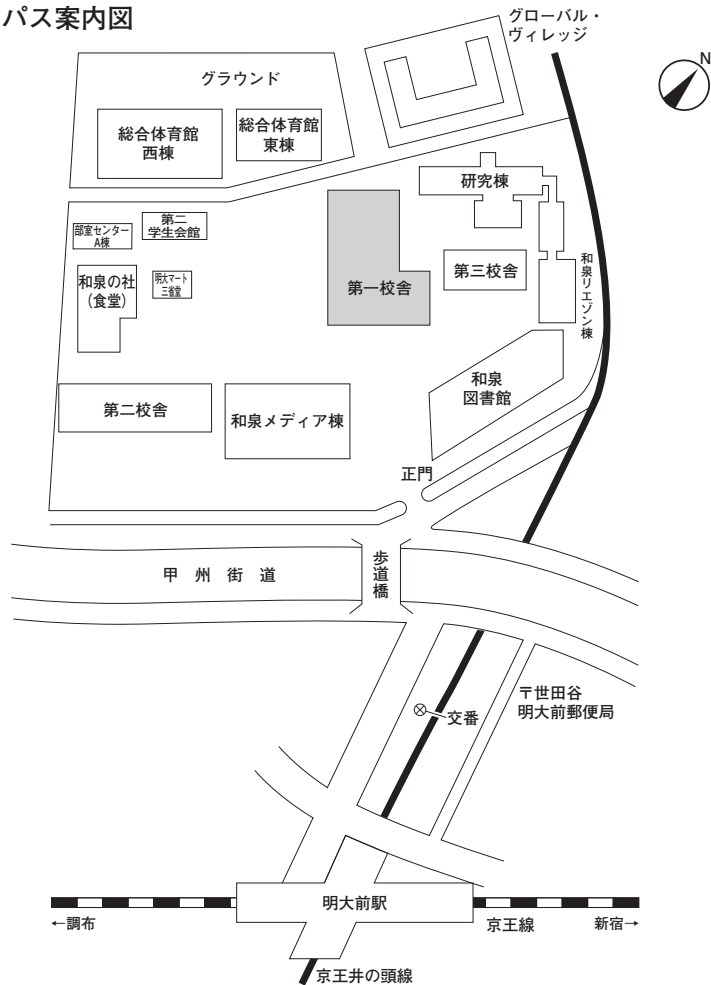 パス案内図
グローバル・
ヴィレッジ
N
グラウンド
総合体育館
西棟
総合体育館
東棟
研究棟
第二
学生会館
部室センター
A棟
和泉の杜
(食堂)
明大マート
三省堂
第一校舎
第三校舎
和泉リエゾン棟
和泉
図書館
第二校舎
和泉メディア棟
正門
甲州街道
歩道橋
〒世田谷
明大前郵便局
交番
明大前駅
←調布
京王線
新宿→
京王井の頭線